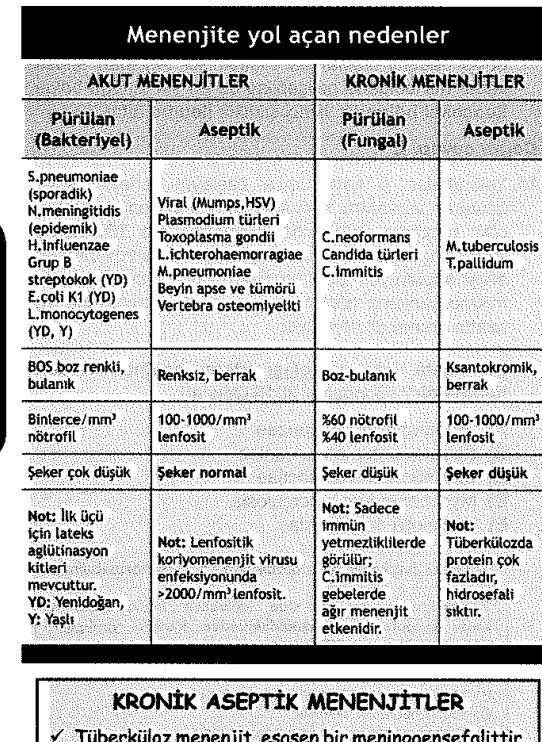 Menenjite yol açan nedenler
AKUT MENENJİTLER
KRONİK MENENJİTLER
Pürülan
(Bakteriyel)
Aseptik
Pürülan
(Fungal)
Aseptik
S.pneumoniae
(sporadik)
N.meningitidis
(epidemik)
H.influenzae
Grup B
streptokok (YD)
E.coli K1 (YD)
L.monocytogenes
(YD, Y)
Viral (Mumps,HSV)
Plasmodium türleri
Toxoplasma gondii
L.ichterohaemorragiae
M.pneumoniae
Beyin apse ve tümörü
Vertebra osteomiyeliti
C.neoformans
Candida türleri
C.immitis
M.tuberculosis
T.pallidum
BOS boz renkli,
bulanık
Renksiz, berrak
Boz-bulanık
Ksantokromik,
berrak
Binlerce/mm³
nötrofil
100-1000/mm³
lenfosit
%60 nötrofil
%40 lenfosit
100-1000/mm³
lenfosit
Şeker çok düşük
Şeker normal
Şeker düşük
Şeker düşük
Not: İlk üçü
için lateks
aglütinasyon
kitleri
mevcuttur.
YD: Yenidoğan,
Y: Yaşlı
Not: Lenfositik
koriyomenenjit virusu
enfeksiyonunda
>2000/mm³ lenfosit.
Not: Sadece
immün
yetmezliklilerde
görülür;
C.immitis
gebelerde
ağır menenjit
etkenidir.
Not:
Tüberkülozda
protein çok
fazladır,
hidrosefali
sıktır.
KRONİK ASEPTİK MENENJİTLER
✓ Tüberküloz menenjit, esasen bir meningoensefalittir